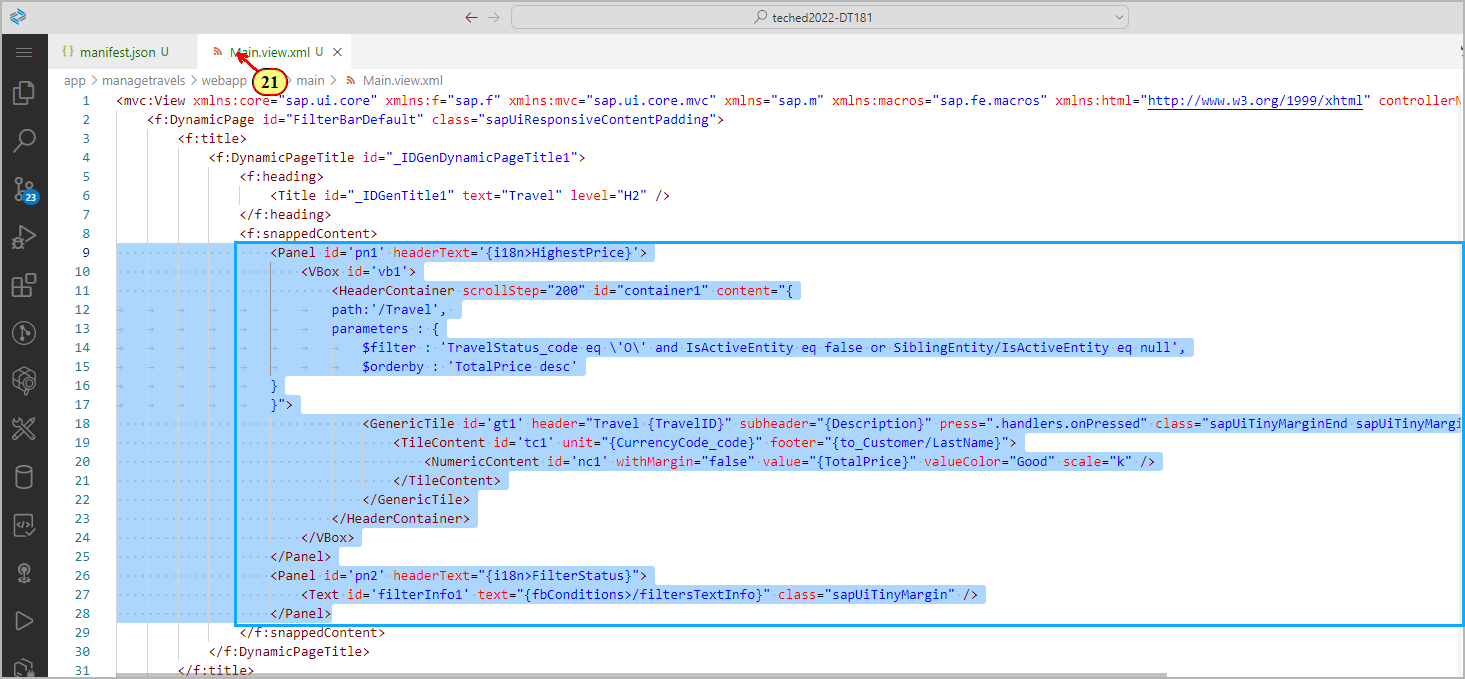 teched2022-DT181
{} manifest.json U
Main.view.xml U
21
app > managetravels > webapp > main > Main.view.xml
1 <mvc:View xmlns:core="sap.ui.core" xmlns:f="sap.f" xmlns:mvc="sap.ui.core.mvc" xmlns="sap.m" xmlns:macros="sap.fe.macros" xmlns:html="http://www.w3.org/1999/xhtml"
2 <f:DynamicPage id="FilterBarDefault" class="sapUiResponsiveContentPadding">
3 <f:title>
4 <f:DynamicPageTitle id="_IDGenDynamicPageTitle1">
5 <f:heading>
6 <Title id="_IDGenTitle1" text="Travel" level="H2" />
7 </f:heading>
8 <f:snappedContent>
9 <Panel id='pn1' headerText='{i18n>HighestPrice}'>
10 <VBox id='vb1'>
11 <HeaderContainer scrollStep="200" id="container1" content="{
12 path:'/Travel',
13 parameters : {
14 $filter : 'TravelStatus_code eq \'O\' and IsActiveEntity eq false or SiblingEntity/IsActiveEntity eq null',
15 $orderby : 'TotalPrice desc'
16 }
17 }">
18 <GenericTile id='gt1' header="Travel {TravelID}" subheader="{Description}" press=".handlers.onPressed" class="sapUiTinyMarginEnd sapUiTinyMargi
19 <TileContent id='tc1' unit="{CurrencyCode_code}" footer="{to_Customer/LastName}">
20 <NumericContent id='nc1' withMargin="false" value="{TotalPrice}" valueColor="Good" scale="k" />
21 </TileContent>
22 </GenericTile>
23 </HeaderContainer>
23
24 </VBox>
25 </Panel>
26 <Panel id='pn2' headerText="{i18n>FilterStatus}">
27 <Text id='filterInfo1' text="{fbConditions>/filtersTextInfo}" class="sapUiTinyMargin" />
28 </Panel>
29 </f:snappedContent>
30 </f:DynamicPageTitle>
31 </f:title>